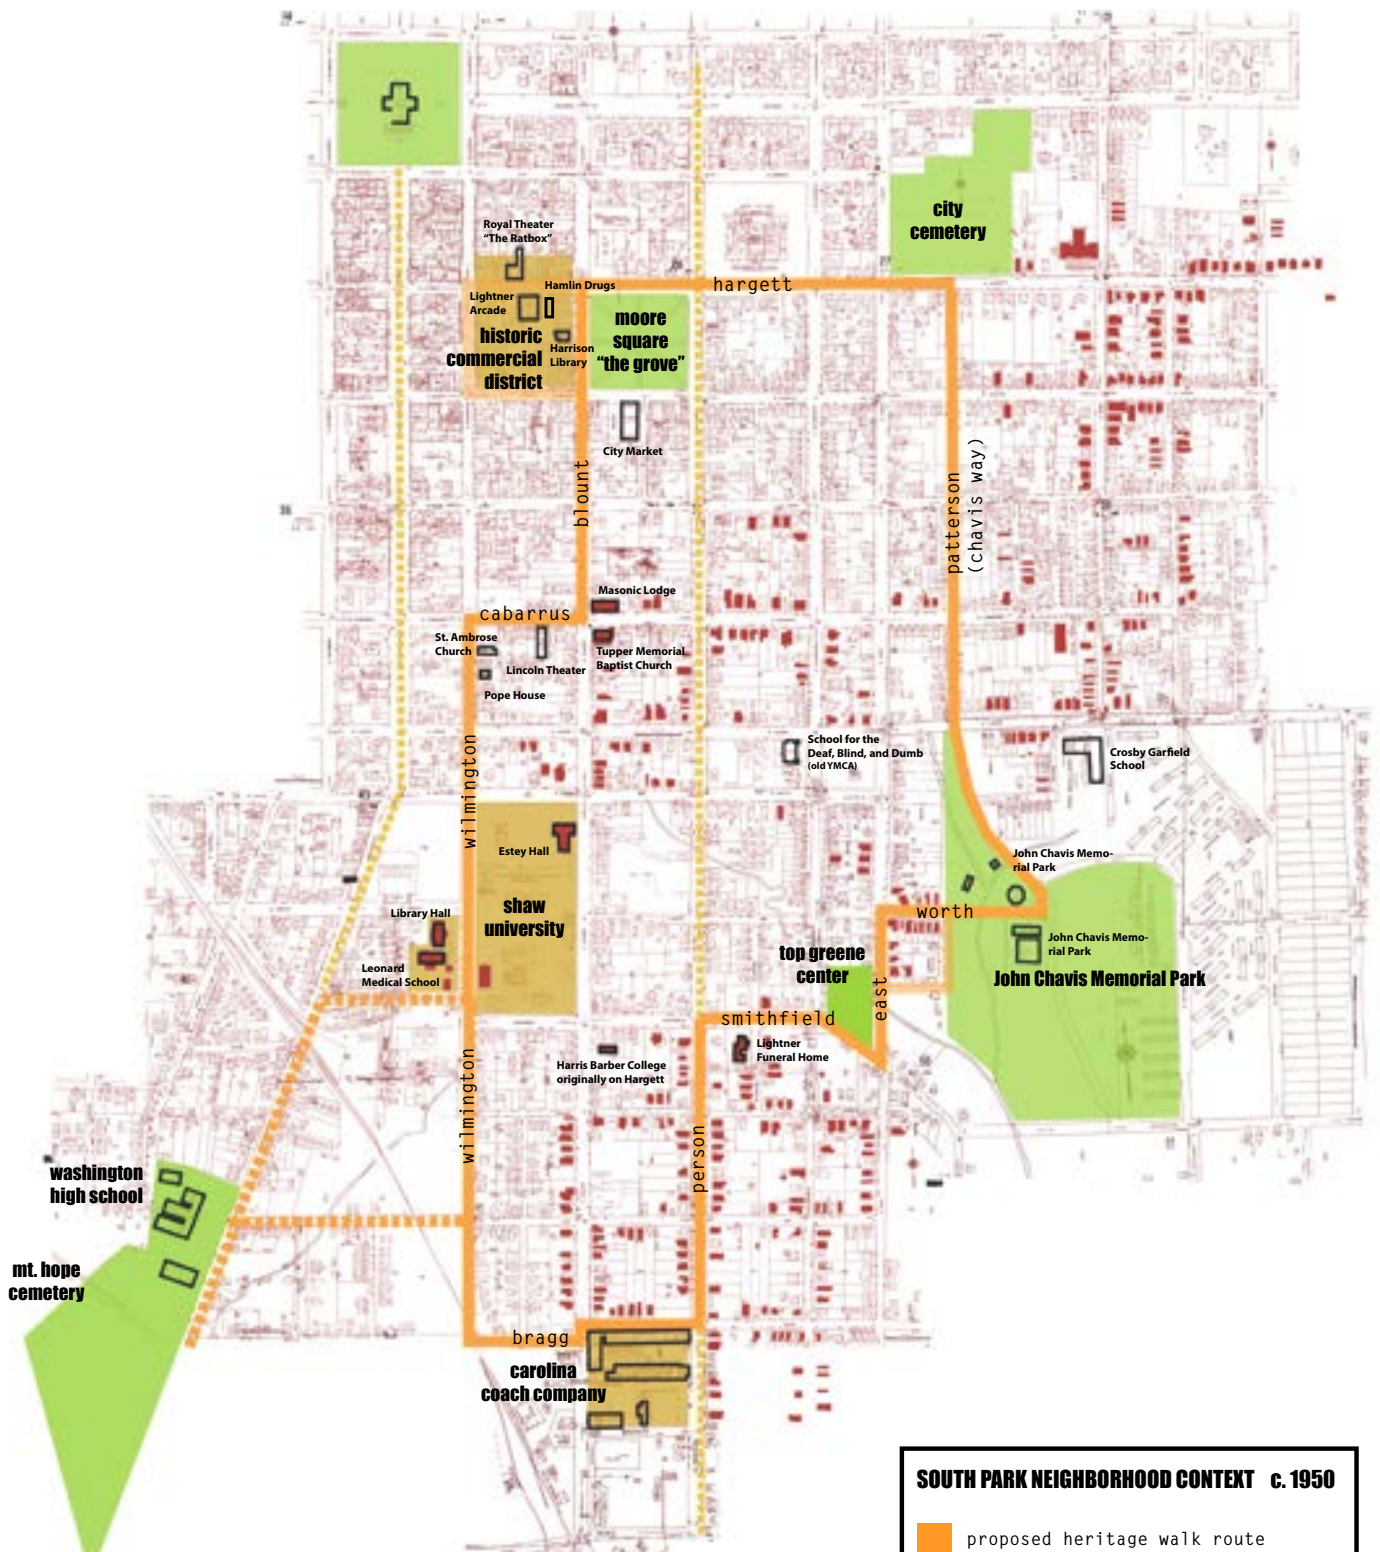 city
cemetery
Royal Theater
“The Ratbox”
Hamlin Drugs
Lightner
Arcade
historic
commercial
district
Harrison
Library
hargett
moore
square
“the grove”
City Market
blount
patterson
(chavis way)
Masonic Lodge
cabarrus
St. Ambrose
Church
Lincoln Theater
Tupper Memorial
Baptist Church
Pope House
wilmington
School for the
Deaf, Blind, and Dumb
(old YMCA)
Crosby Garfield
School
Estey Hall
John Chavis Memo-
rial Park
shaw
university
Library Hall
worth
Leonard
Medical School
top greene
center
John Chavis Memo-
rial Park
John Chavis Memorial Park
east
smithfield
Lightner
Funeral Home
Harris Barber College
originally on Hargett
wilmington
person
washington
high school
mt. hope
cemetery
bragg
carolina
coach company
SOUTH PARK NEIGHBORHOOD CONTEXT c. 1950
proposed heritage walk route